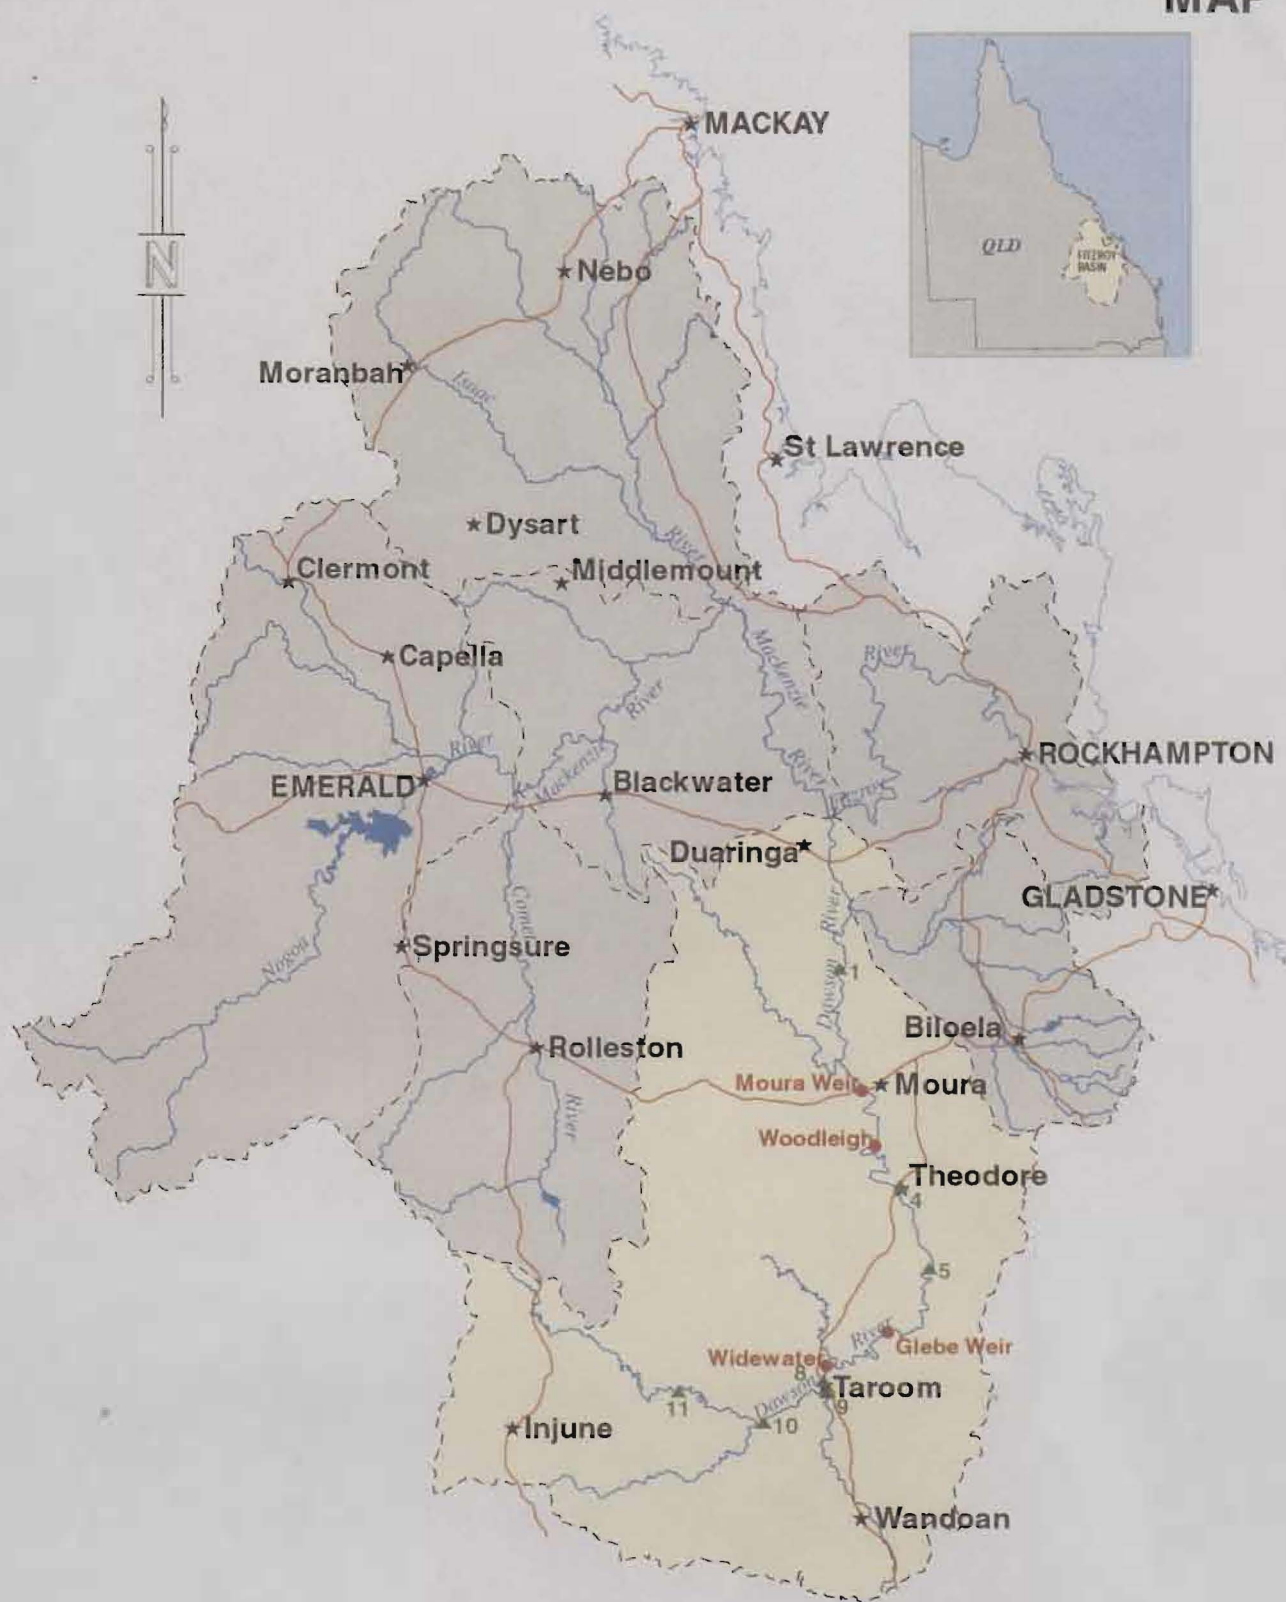 MAP
MACKAY
QLD
FITZROY
BASIN
N
Nebo
Moranbah
Isaac
St Lawrence
Dysart
River
Clermont
Middlemount
Capella
Mackenzie
River
River
River
ROCKHAMPTON
EMERALD
Mackenzie
Blackwater
River
Fitzroy
Duaringa
GLADSTONE
Comet
River
Springsure
Nogoa
Dawson
1
Biloela
Rolleston
Moura Weir
Moura
River
Woodleigh
Theodore
4
5
River
Glebe Weir
Widewater
8
Taroom
Dawson
9
11
10
Injune
Wandoan